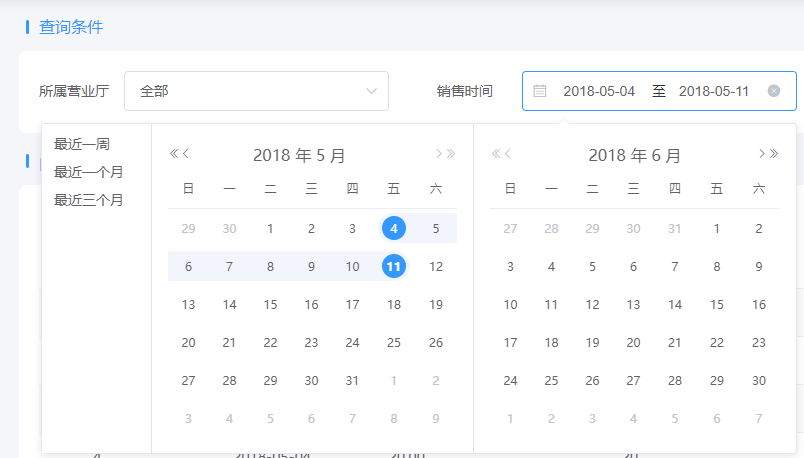 查询条件
所属营业厅 全部 销售时间 2018-05-04 至 2018-05-11
最近一周
最近一个月
最近三个月
2018 年 5 月
日 一 二 三 四 五 六
29 30 1 2 3 4 5
6 7 8 9 10 11 12
13 14 15 16 17 18 19
20 21 22 23 24 25 26
27 28 29 30 31 1 2
3 4 5 6 7 8 9
2018 年 6 月
日 一 二 三 四 五 六
27 28 29 30 31 1 2
3 4 5 6 7 8 9
10 11 12 13 14 15 16
17 18 19 20 21 22 23
24 25 26 27 28 29 30
1 2 3 4 5 6 7